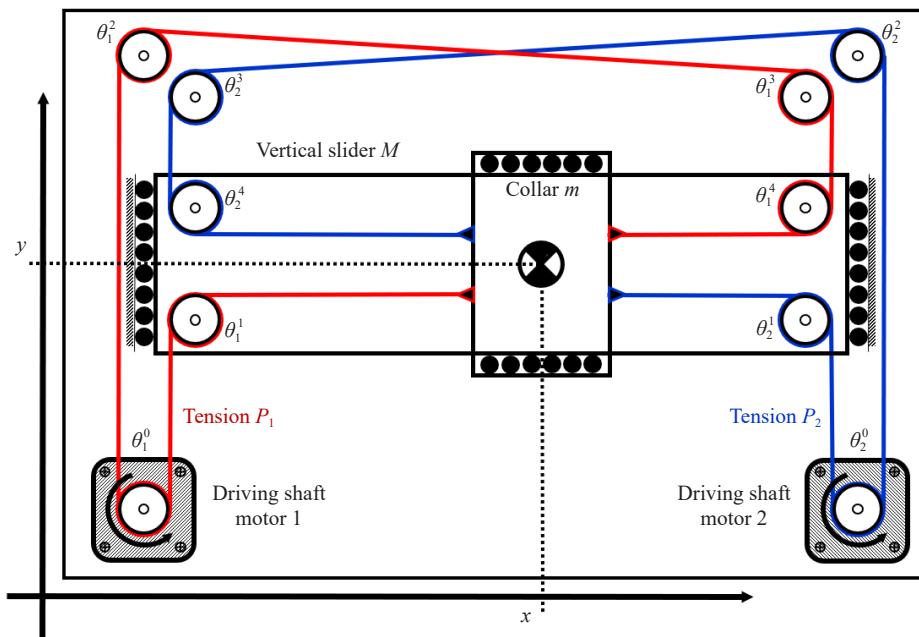 θ₁²
θ₂²
θ₂³
θ₁³
Vertical slider M
θ₂⁴
Collar m
θ₁⁴
y
θ₁¹
θ₂¹
Tension P₁
Tension P₂
θ₁⁰
θ₂⁰
Driving shaft
motor 1
Driving shaft
motor 2
x